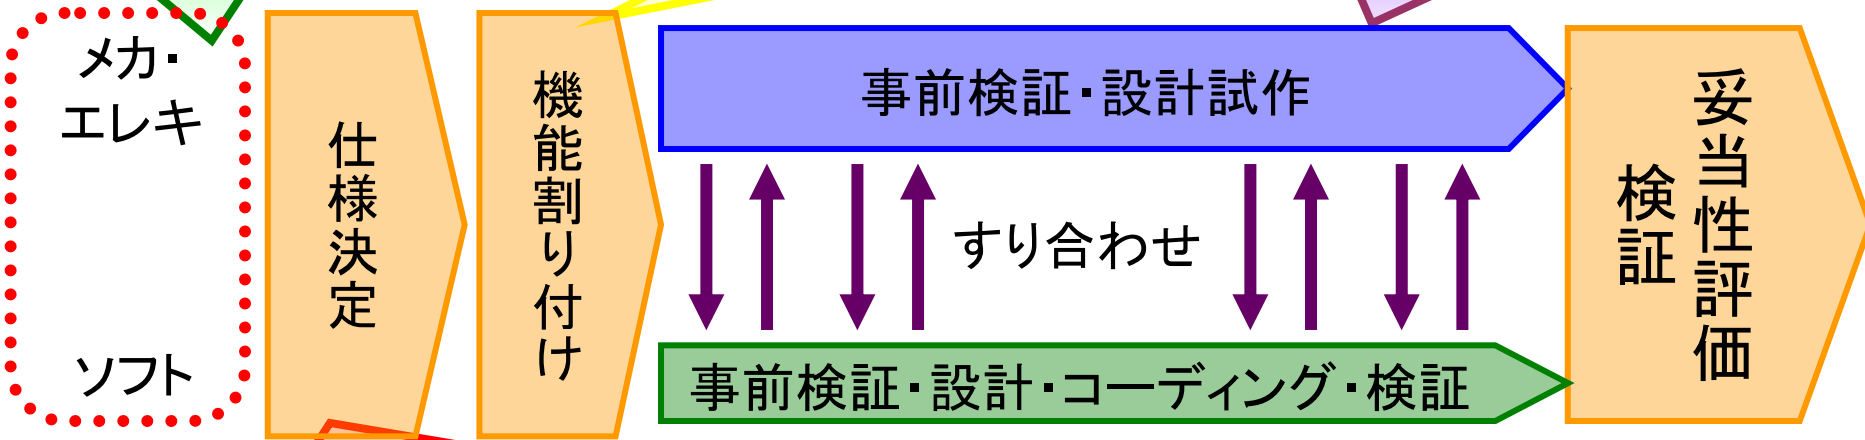 メカ・
エレキ
ソフト
仕様決定
機能割り付け
事前検証・設計試作
すり合わせ
事前検証・設計・コーディング・検証
妥当性評価
検証